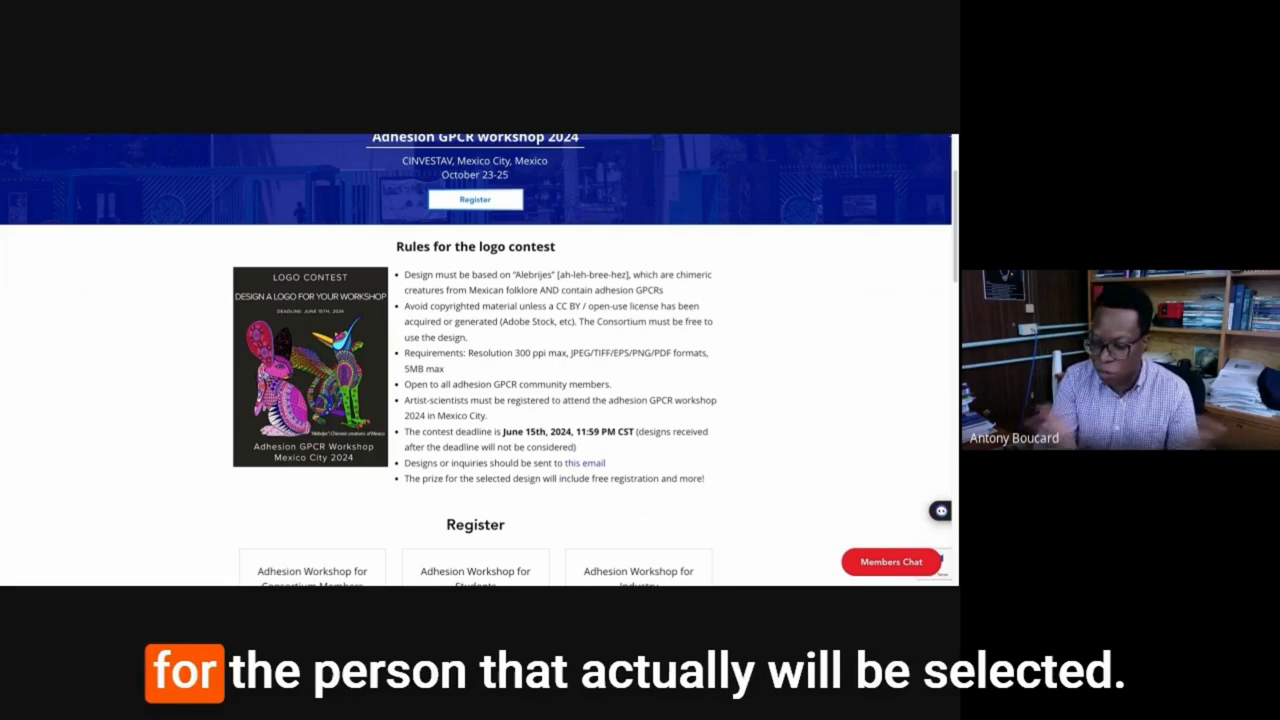 Adhesion GPCR workshop 2024
CINVESTAV, Mexico City, Mexico
October 23-25
Register
Rules for the logo contest
LOGO CONTEST
DESIGN A LOGO FOR YOUR WORKSHOP
DEADLINE JUNE 15TH, 2024
"Alebrijes": Chimeric creatures of Mexico
Adhesion GPCR Workshop
Mexico City 2024
• Design must be based on "Alebrijes" [ah-leh-bree-hez], which are chimeric
creatures from Mexican folklore AND contain adhesion GPCRs
• Avoid copyrighted material unless a CC BY / open-use license has been
acquired or generated (Adobe Stock, etc). The Consortium must be free to
use the design.
• Requirements: Resolution 300 ppi max, JPEG/TIFF/EPS/PNG/PDF formats,
5MB max
• Open to all adhesion GPCR community members.
• Artist-scientists must be registered to attend the adhesion GPCR workshop
2024 in Mexico City.
• The contest deadline is June 15th, 2024, 11:59 PM CST (designs received
after the deadline will not be considered)
• Designs or inquiries should be sent to this email
• The prize for the selected design will include free registration and more!
Register
Adhesion Workshop for
Consortium Members
Adhesion Workshop for
Students
Adhesion Workshop for
Industry
Members Chat
Antony Boucard
for the person that actually will be selected.